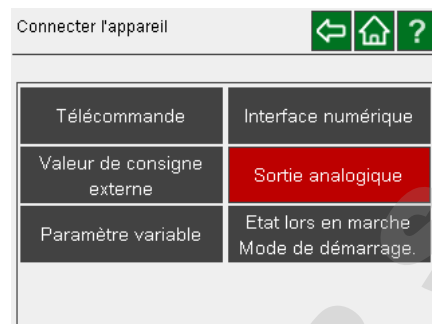 Connecter l'appareil
?
Télécommande
Interface numérique
Valeur de consigne
externe
Sortie analogique
Paramètre variable
Etat lors en marche
Mode de démarrage.